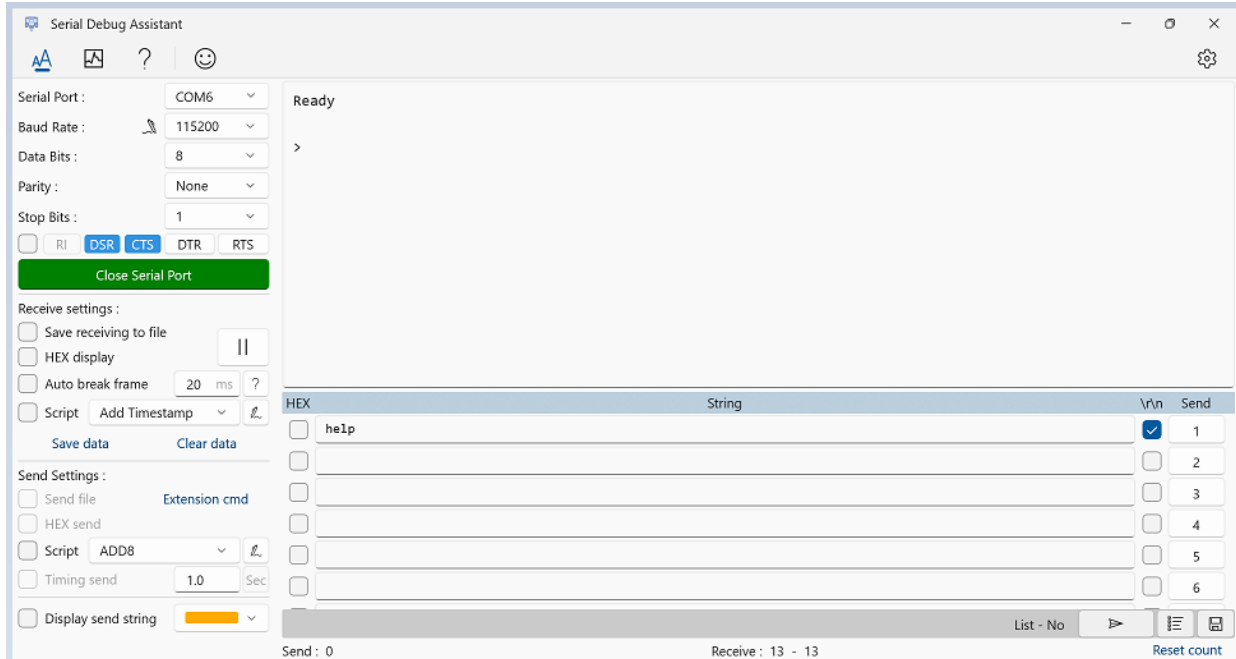 Serial Debug Assistant
AA
Serial Port :
COM6
Baud Rate :
115200
Data Bits :
8
Parity :
None
Stop Bits :
1
RI DSR CTS DTR RTS
Close Serial Port
Receive settings :
Save receiving to file
HEX display
Auto break frame 20 ms ?
Script Add Timestamp
Save data Clear data
Send Settings :
Send file Extension cmd
HEX send
Script ADD8
Timing send 1.0 Sec
Display send string
Ready
>
HEX String \r\n Send
help 1
2
3
4
5
6
List - No
Send : 0 Receive : 13 - 13 Reset count